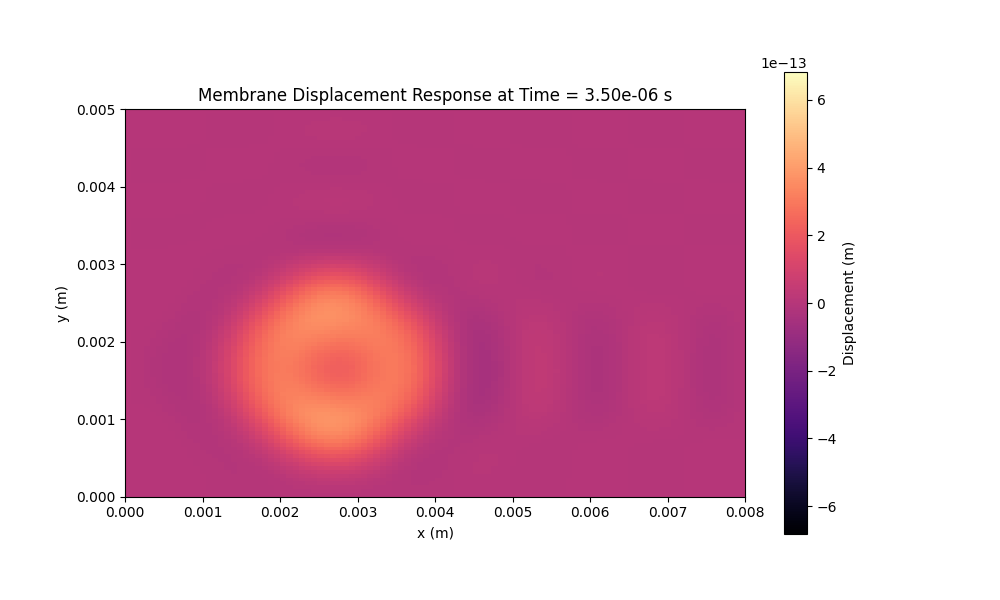 1e−13
Membrane Displacement Response at Time = 3.50e-06 s
0.005
0.004
0.003
0.002
0.001
0.000
y (m)
0.000 0.001 0.002 0.003 0.004 0.005 0.006 0.007 0.008
x (m)
6
4
2
0
−2
−4
−6
Displacement (m)